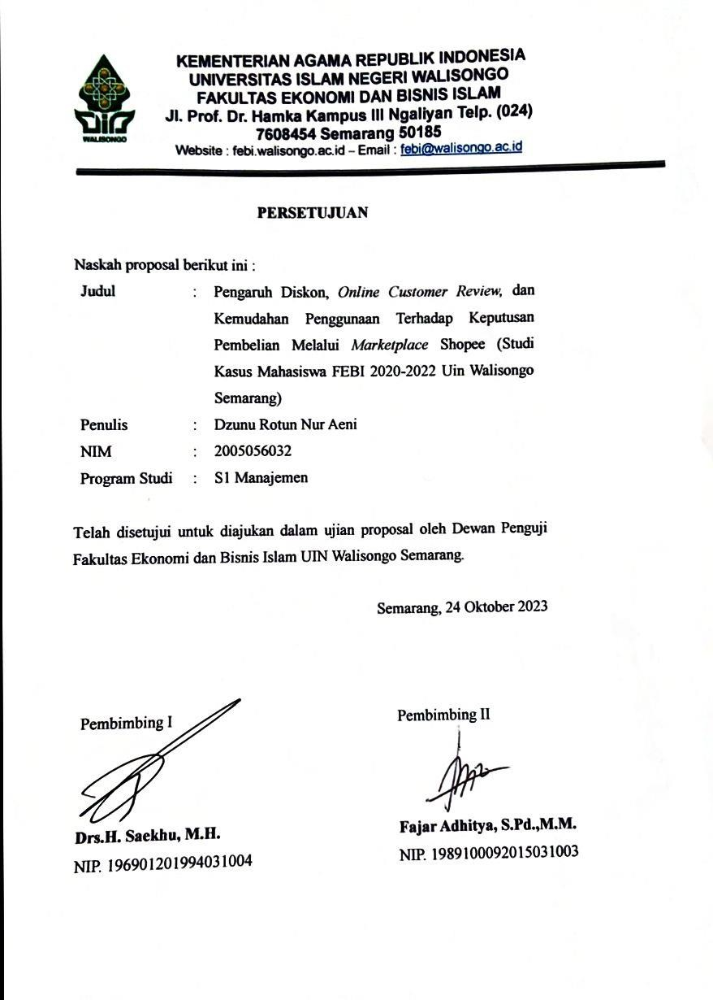 KEMENTERIAN AGAMA REPUBLIK INDONESIA
UNIVERSITAS ISLAM NEGERI WALISONGO
FAKULTAS EKONOMI DAN BISNIS ISLAM
Jl. Prof. Dr. Hamka Kampus III Ngaliyan Telp. (024)
7608454 Semarang 50185
Website : febi.walisongo.ac.id – Email : febi@walisongo.ac.id
WALISONGO
PERSETUJUAN
Naskah proposal berikut ini :
Judul : Pengaruh Diskon, Online Customer Review, dan
Kemudahan Penggunaan Terhadap Keputusan
Pembelian Melalui Marketplace Shopee (Studi
Kasus Mahasiswa FEBI 2020-2022 Uin Walisongo
Semarang)
Penulis : Dzunu Rotun Nur Aeni
NIM : 2005056032
Program Studi : S1 Manajemen
Telah disetujui untuk diajukan dalam ujian proposal oleh Dewan Penguji
Fakultas Ekonomi dan Bisnis Islam UIN Walisongo Semarang.
Semarang, 24 Oktober 2023
Pembimbing I
Drs.H. Saekhu, M.H.
NIP. 196901201994031004
Pembimbing II
Fajar Adhitya, S.Pd.,M.M.
NIP. 1989100092015031003